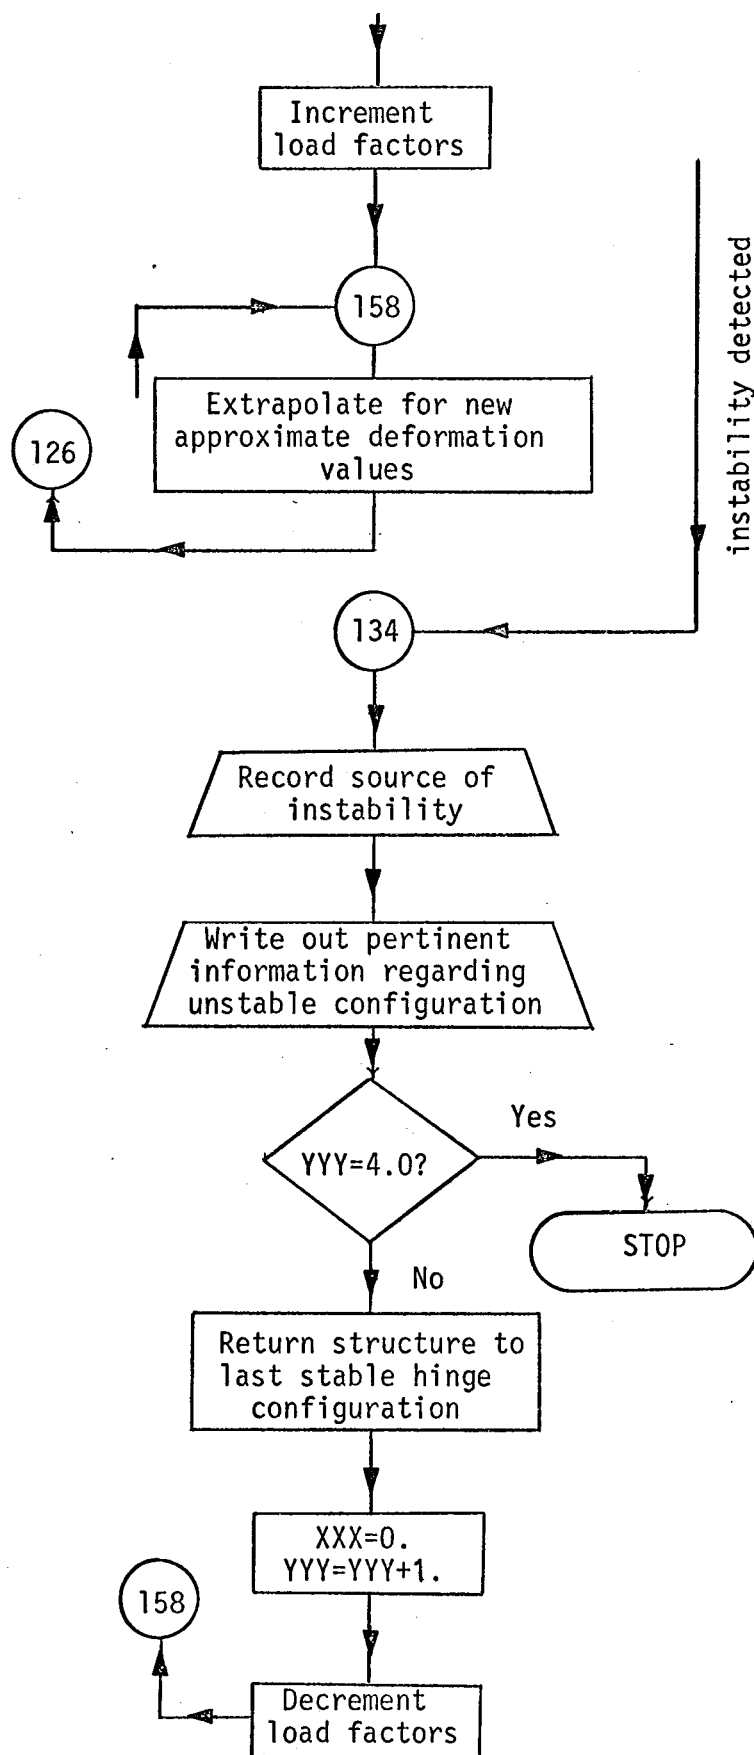 Increment
load factors
158
Extrapolate for new
approximate deformation
values
126
instability detected
134
Record source of
instability
Write out pertinent
information regarding
unstable configuration
YYY=4.0?
Yes
STOP
No
Return structure to
last stable hinge
configuration
XXX=0.
YYY=YYY+1.
158
Decrement
load factors